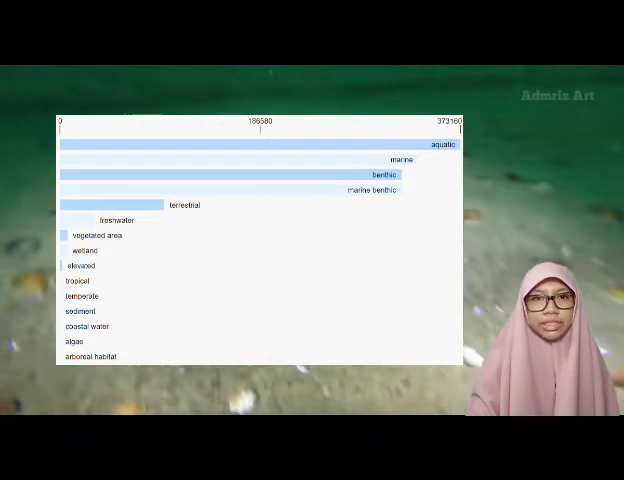 Admriz Art
0 186580 373160
aquatic
marine
benthic
marine benthic
terrestrial
freshwater
vegetated area
wetland
elevated
tropical
temperate
sediment
coastal water
algae
arboreal habitat